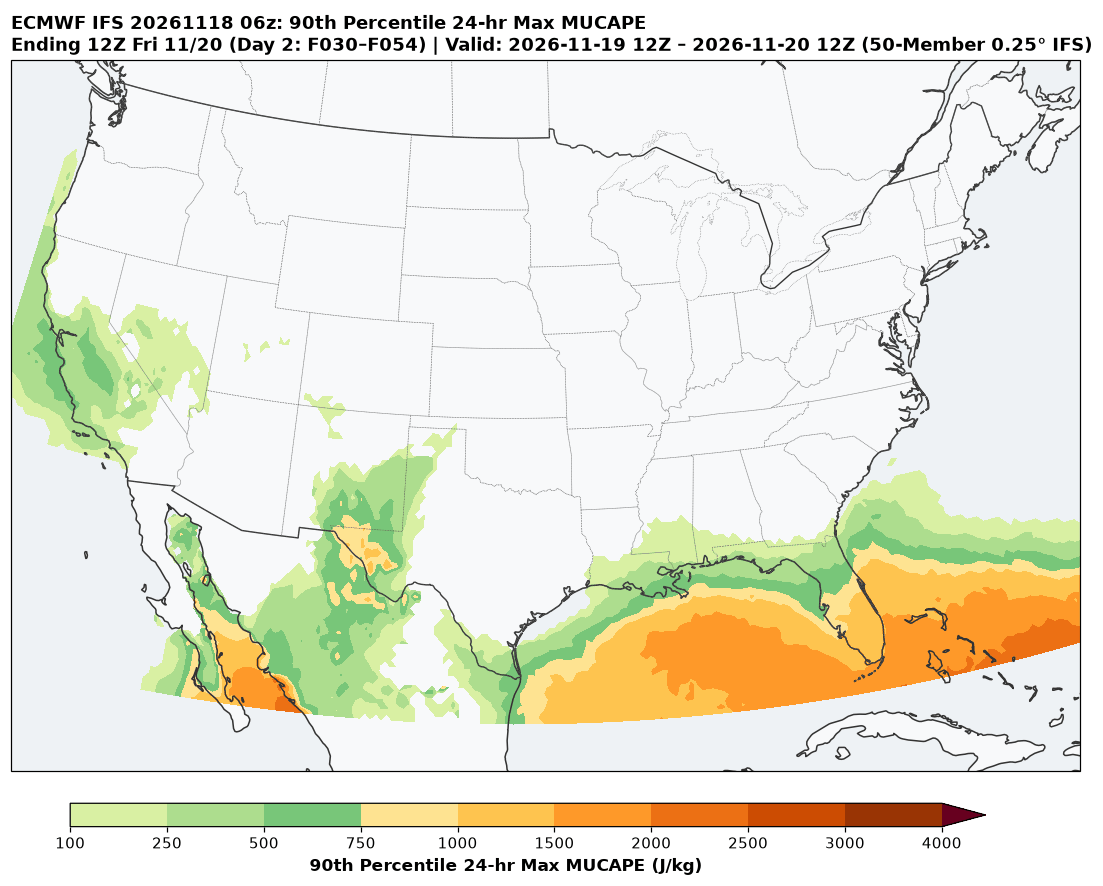 ECMWF IFS 20261118 06z: 90th Percentile 24-hr Max MUCAPE
Ending 12Z Fri 11/20 (Day 2: F030–F054) | Valid: 2026-11-19 12Z – 2026-11-20 12Z (50-Member 0.25° IFS)
100 250 500 750 1000 1500 2000 2500 3000 4000
90th Percentile 24-hr Max MUCAPE (J/kg)